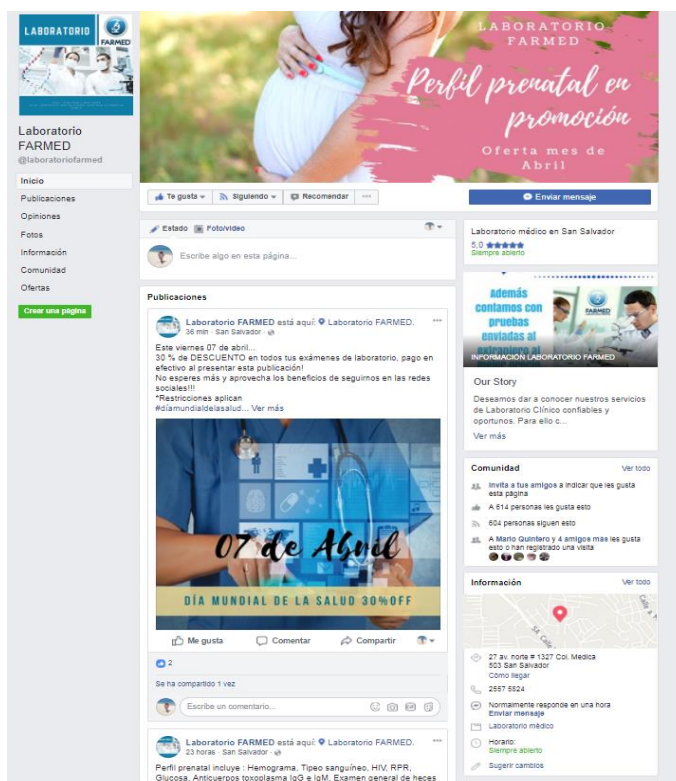 LABORATORIO
FARMED
Laboratorio
FARMED
@laboratoriofarmed
Inicio
Publicaciones
Opiniones
Fotos
Información
Comunidad
Ofertas
Crear una página
LABORATORIO
FARMED
Perfil prenatal en
promoción
Oferta mes de
Abril
Te gusta
Siguiendo
Recomendar
Enviar mensaje
Estado
Foto/video
Escribe algo en esta página...
Publicaciones
Laboratorio FARMED está aquí: Laboratorio FARMED.
36 min · San Salvador ·
Este viernes 07 de abril...
30 % de DESCUENTO en todos tus exámenes de laboratorio, pago en
efectivo al presentar esta publicación!
No esperes más y aprovecha los beneficios de seguirnos en las redes
sociales!!!
*Restricciones aplican
#díamundialdelasalud... Ver más
07 de Abril
DÍA MUNDIAL DE LA SALUD 30%OFF
Me gusta
Comentar
Compartir
2
Se ha compartido 1 vez
Escribe un comentario...
Laboratorio FARMED está aquí: Laboratorio FARMED.
23 horas · San Salvador ·
Perfil prenatal incluye : Hemograma, Tipeo sanguíneo, HIV, RPR,
Glucosa, Anticuerpos toxoplasma IgG e IgM, Examen general de heces
Laboratorio médico en San Salvador
5,0 ★★★★★
Siempre abierto
Además
contamos con
pruebas
enviadas al
extranjero
FARMED
INFORMACIÓN LABORATORIO FARMED
Our Story
Deseamos dar a conocer nuestros servicios
de Laboratorio Clínico confiables y
oportunos. Para ello c...
Ver más
Comunidad
Ver todo
Invita a tus amigos a indicar que les gusta
esta página
A 614 personas les gusta esto
604 personas siguen esto
A Mario Quintero y 4 amigos más les gusta
esto o han registrado una visita
Información
Ver todo
Calle A
5A. Calle
27 av. norte # 1327 Col. Medica
503 San Salvador
Cómo llegar
2557 5824
Normalmente responde en una hora
Enviar mensaje
Laboratorio médico
Horario:
Siempre abierto
Sugerir cambios